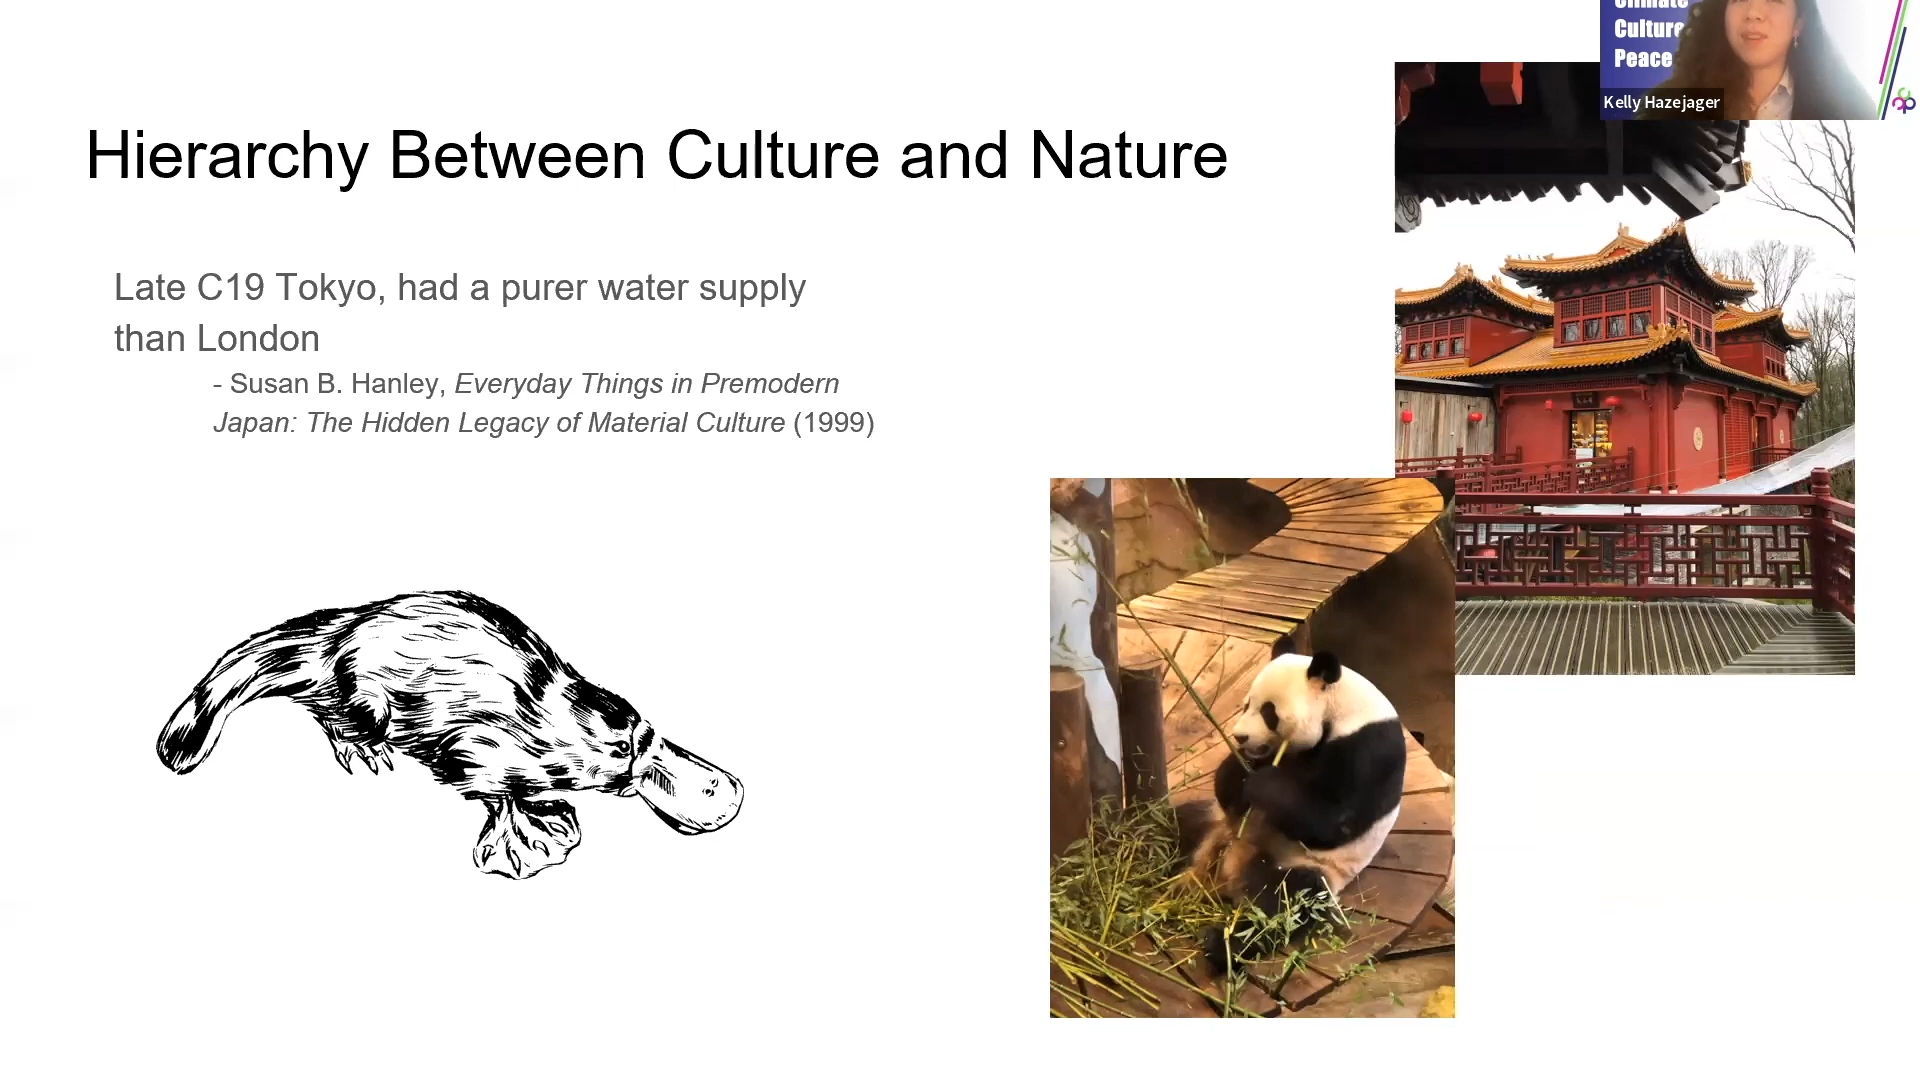 Climate
Culture
Peace
Kelly Hazejager
Hierarchy Between Culture and Nature
Late C19 Tokyo, had a purer water supply
than London
- Susan B. Hanley, Everyday Things in Premodern
Japan: The Hidden Legacy of Material Culture (1999)